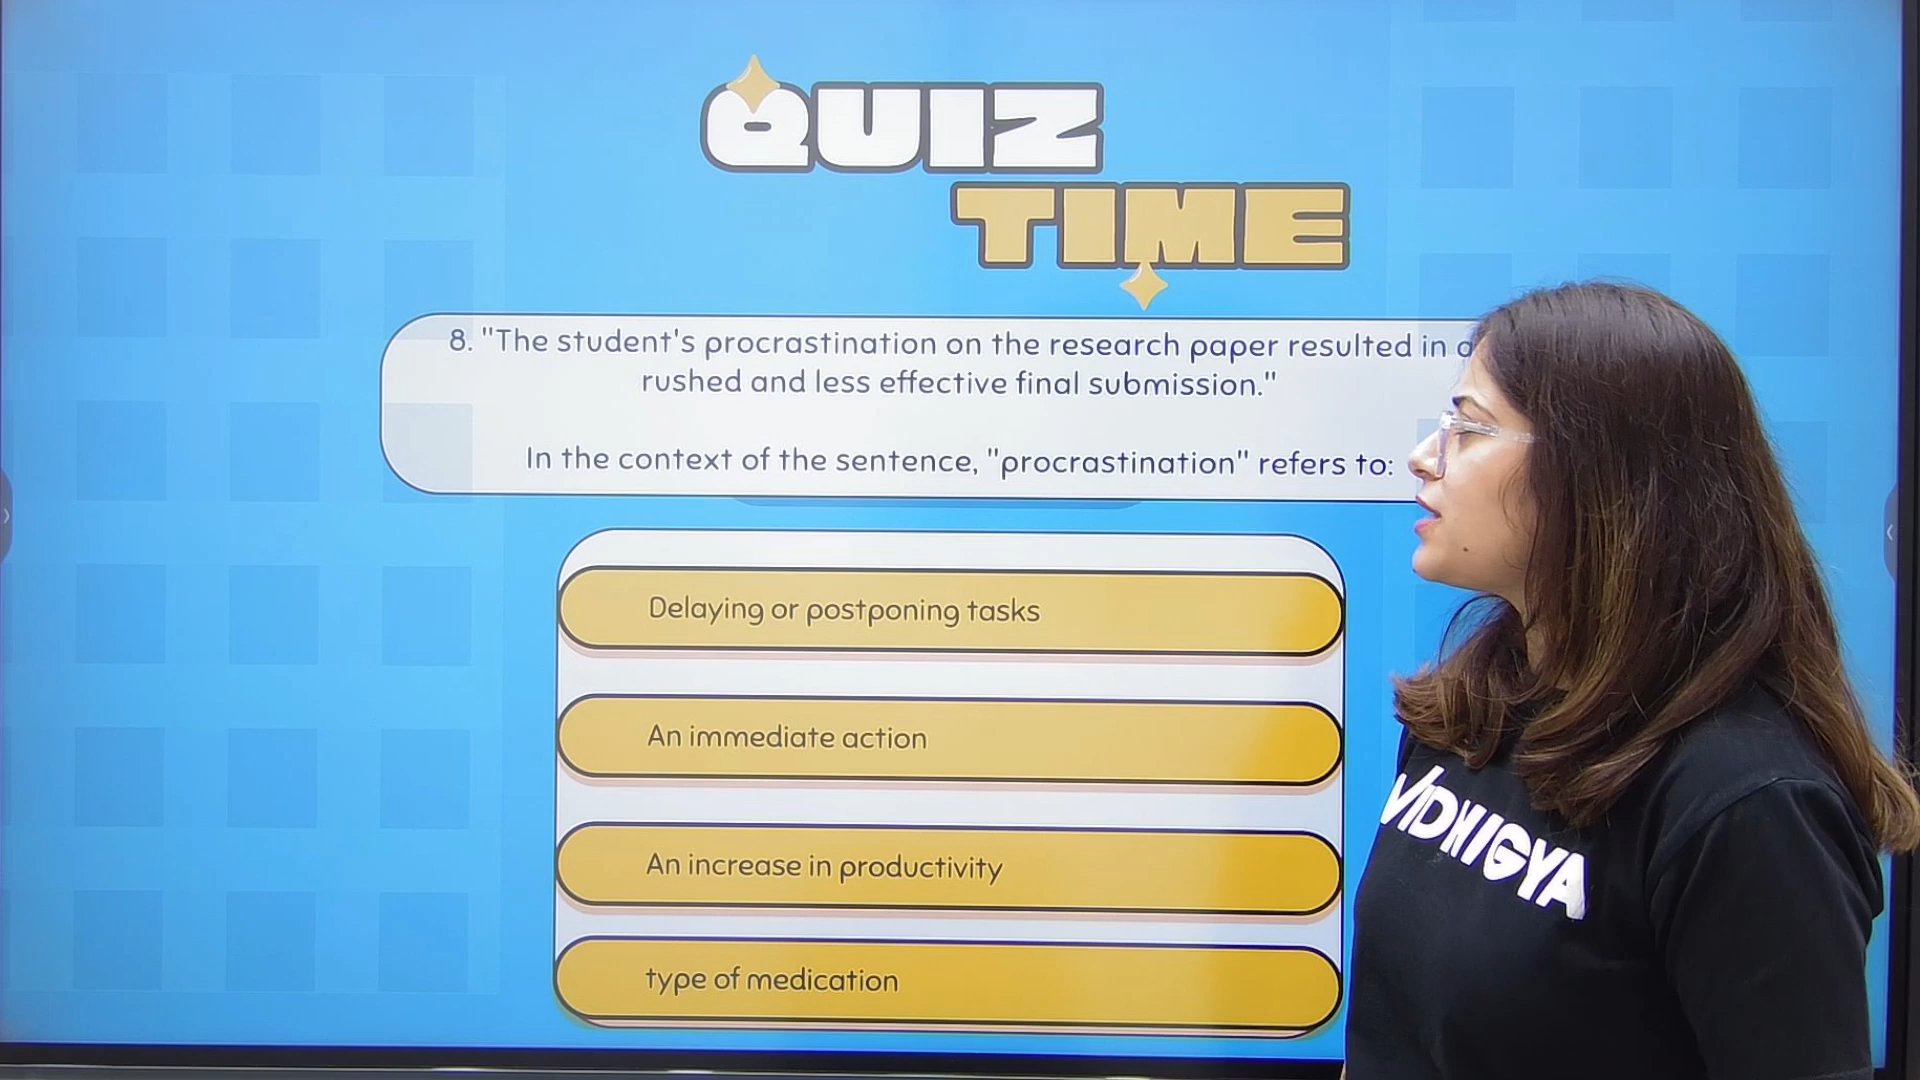 QUIZ
TIME
8. "The student's procrastination on the research paper resulted in a
rushed and less effective final submission."
In the context of the sentence, "procrastination" refers to:
Delaying or postponing tasks
An immediate action
An increase in productivity
type of medication
VIDHIGYA